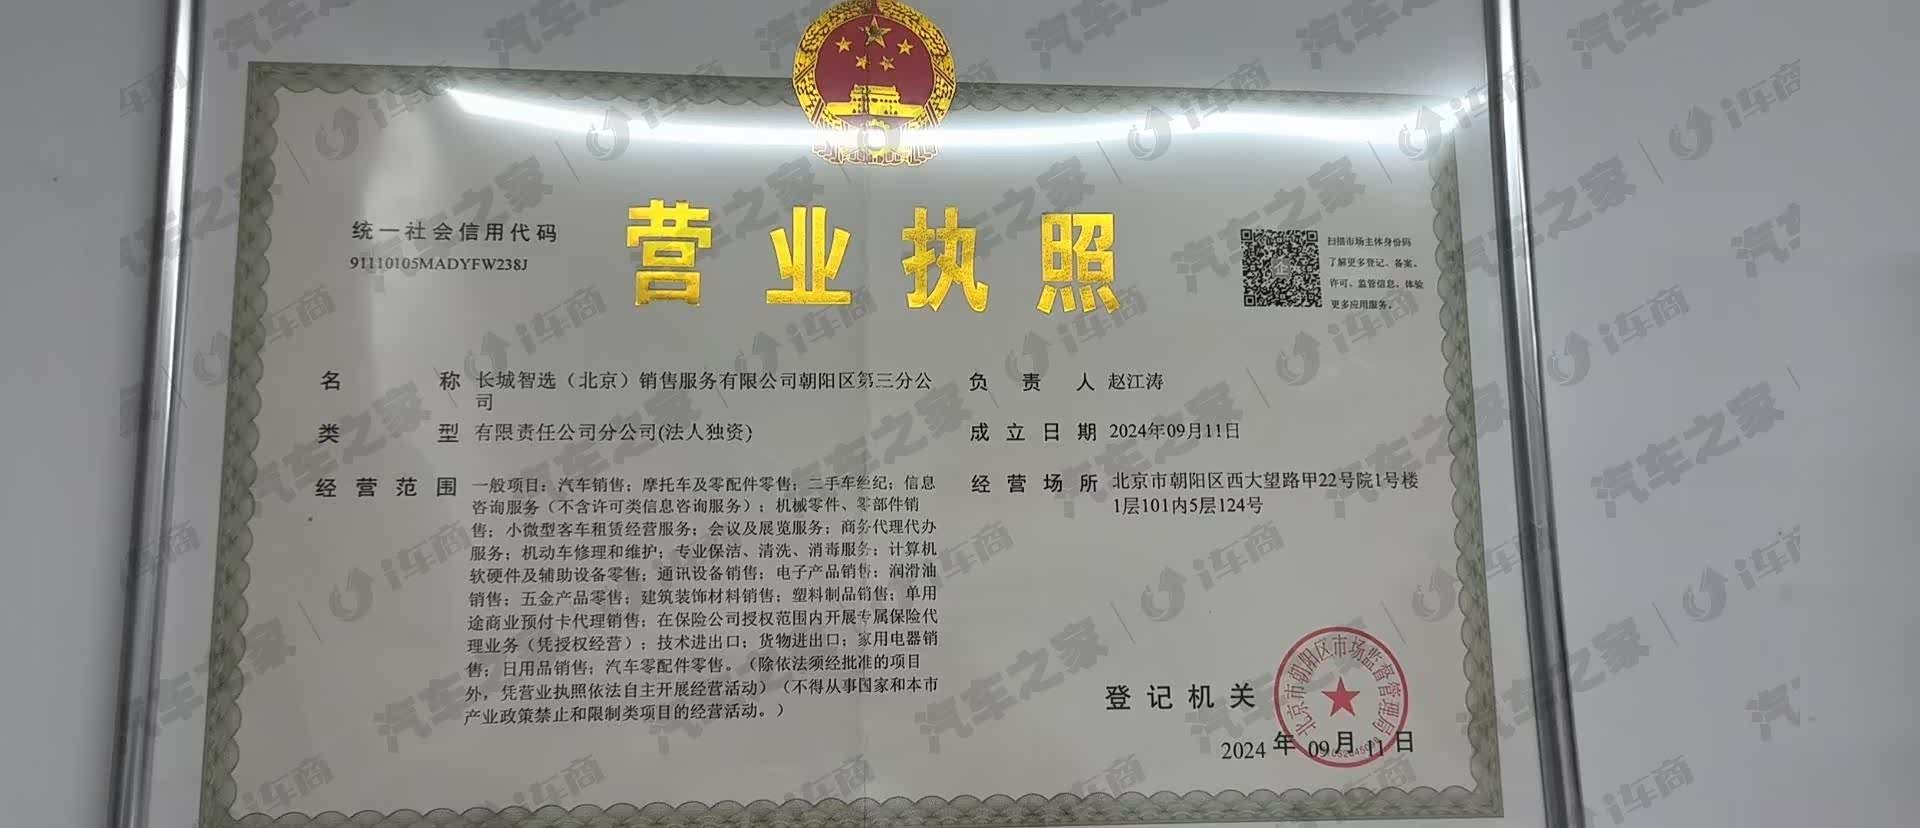 营业执照
统一社会信用代码
91110105MADYFW238J
扫描市场主体身份码
了解更多登记、备案、
许可、监管信息，体验
更多应用服务。
名称 长城智选（北京）销售服务有限公司朝阳区第三分公
司
类型 有限责任公司分公司(法人独资)
经营范围 一般项目：汽车销售；摩托车及零配件零售；二手车经纪；信息
咨询服务（不含许可类信息咨询服务）；机械零件、零部件销
售；小微型客车租赁经营服务；会议及展览服务；商务代理代办
服务；机动车修理和维护；专业保洁、清洗、消毒服务；计算机
软硬件及辅助设备零售；通讯设备销售；电子产品销售；润滑油
销售；五金产品零售；建筑装饰材料销售；塑料制品销售；单用
途商业预付卡代理销售；在保险公司授权范围内开展专属保险代
理业务（凭授权经营）；技术进出口；货物进出口；家用电器销
售；日用品销售；汽车零配件零售。（除依法须经批准的项目
外，凭营业执照依法自主开展经营活动）（不得从事国家和本市
产业政策禁止和限制类项目的经营活动。）
负责人 赵江涛
成立日期 2024年09月11日
经营场所 北京市朝阳区西大望路甲22号院1号楼
1层101内5层124号
登记机关
北京市朝阳区市场监督管理局
2024年09月11日
汽车之家
i车商